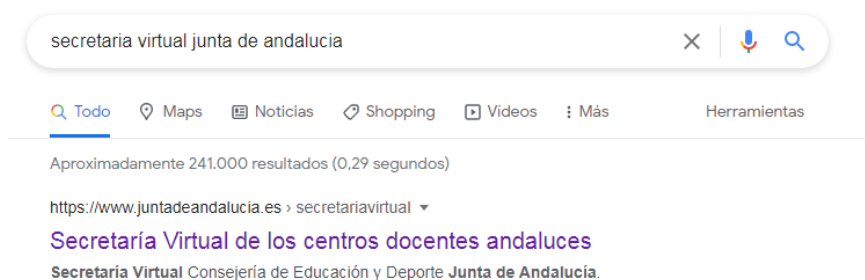 secretaria virtual junta de andalucia
Todo Maps Noticias Shopping Vídeos Más Herramientas
Aproximadamente 241.000 resultados (0,29 segundos)
https://www.juntadeandalucia.es › secretariavirtual
Secretaría Virtual de los centros docentes andaluces
Secretaría Virtual Consejería de Educación y Deporte Junta de Andalucía.